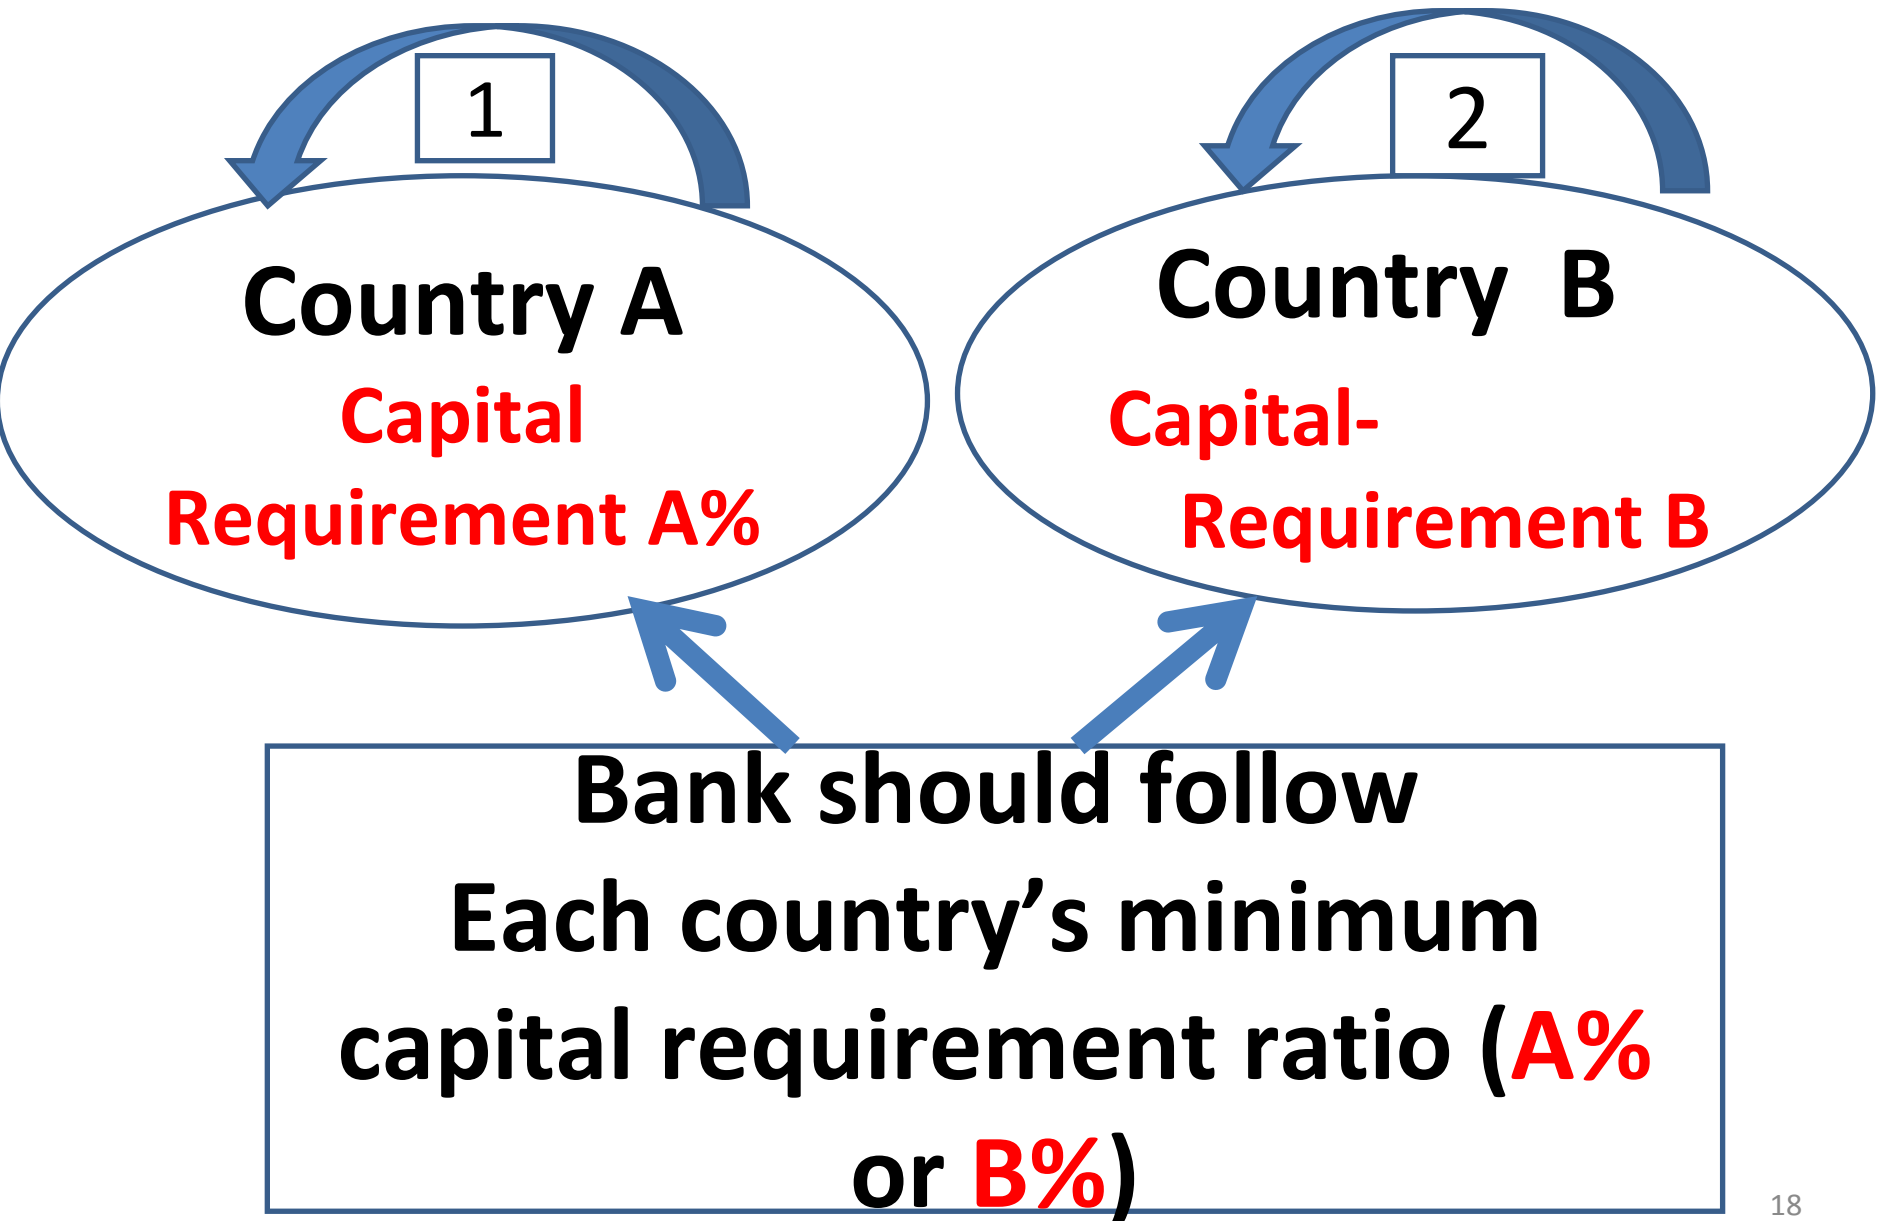 1
2
Country A
Capital
Requirement A%
Country B
Capital-
Requirement B
Bank should follow
Each country’s minimum
capital requirement ratio (A%
or B%)
18